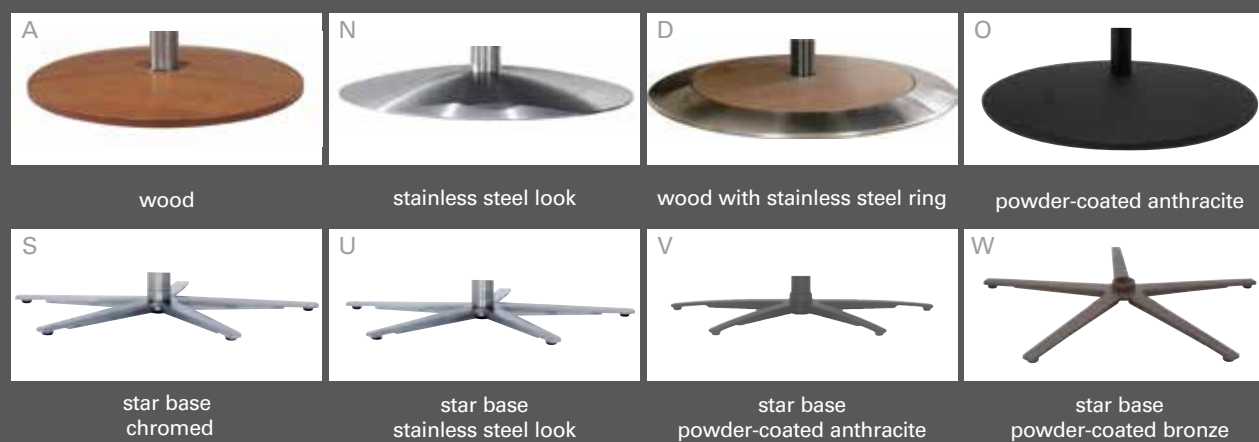 A
N
D
O
wood
stainless steel look
wood with stainless steel ring
powder-coated anthracite
S
U
V
W
star base
chromed
star base
stainless steel look
star base
powder-coated anthracite
star base
powder-coated bronze